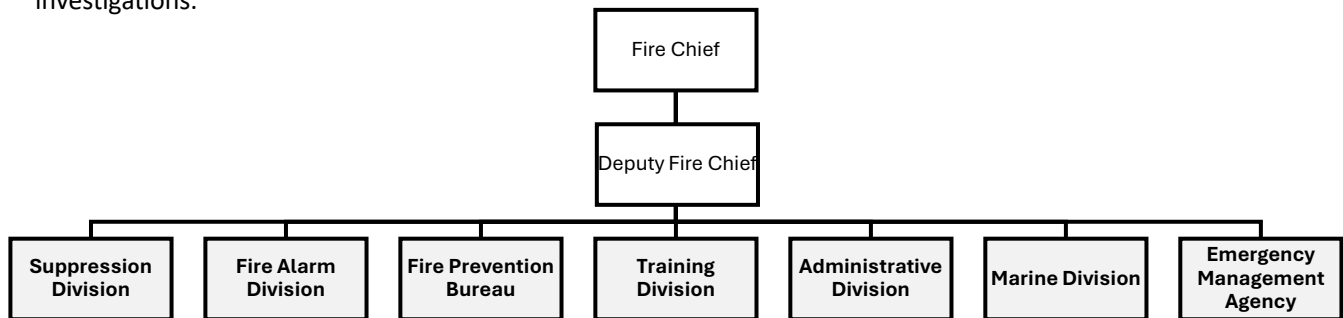 investigations.
Fire Chief
Deputy Fire Chief
Suppression
Division
Fire Alarm
Division
Fire Prevention
Bureau
Training
Division
Administrative
Division
Marine Division
Emergency
Management
Agency